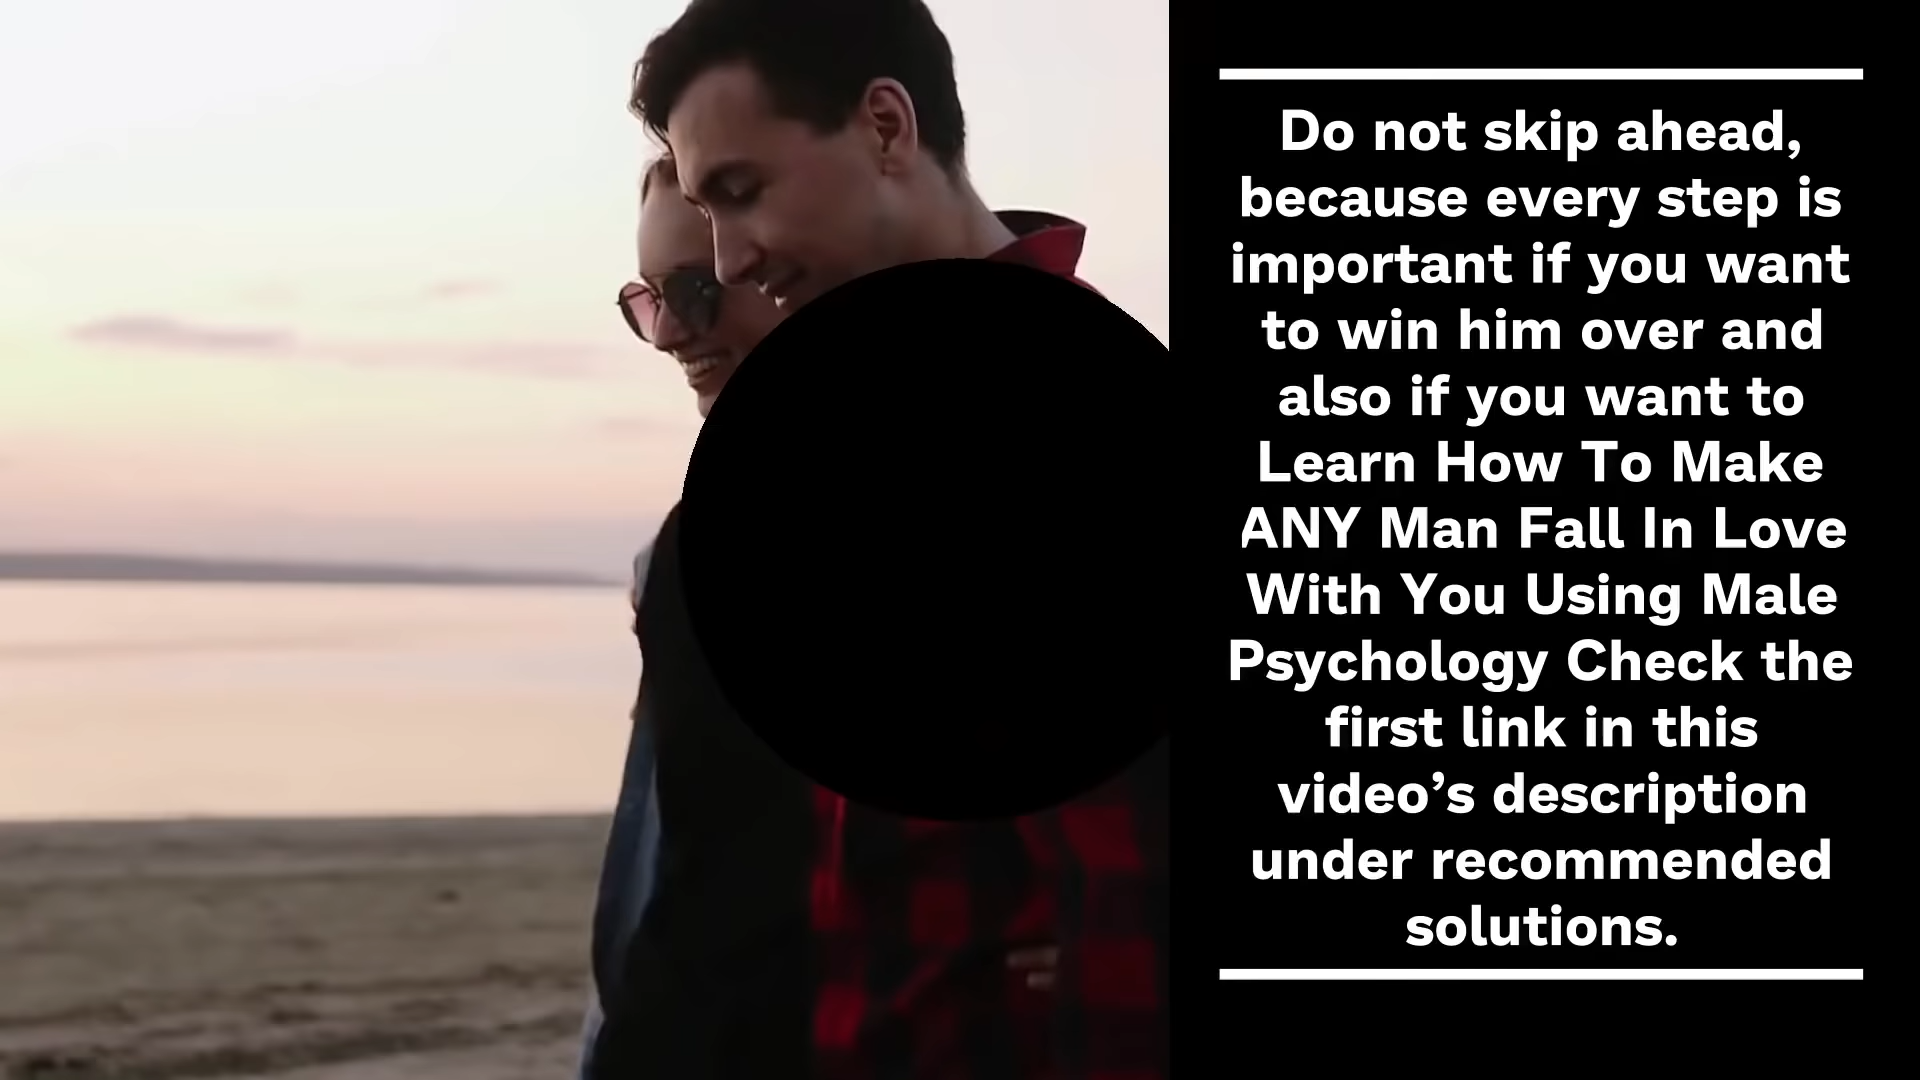 Do not skip ahead,
because every step is
important if you want
to win him over and
also if you want to
Learn How To Make
ANY Man Fall In Love
With You Using Male
Psychology Check the
first link in this
video’s description
under recommended
solutions.